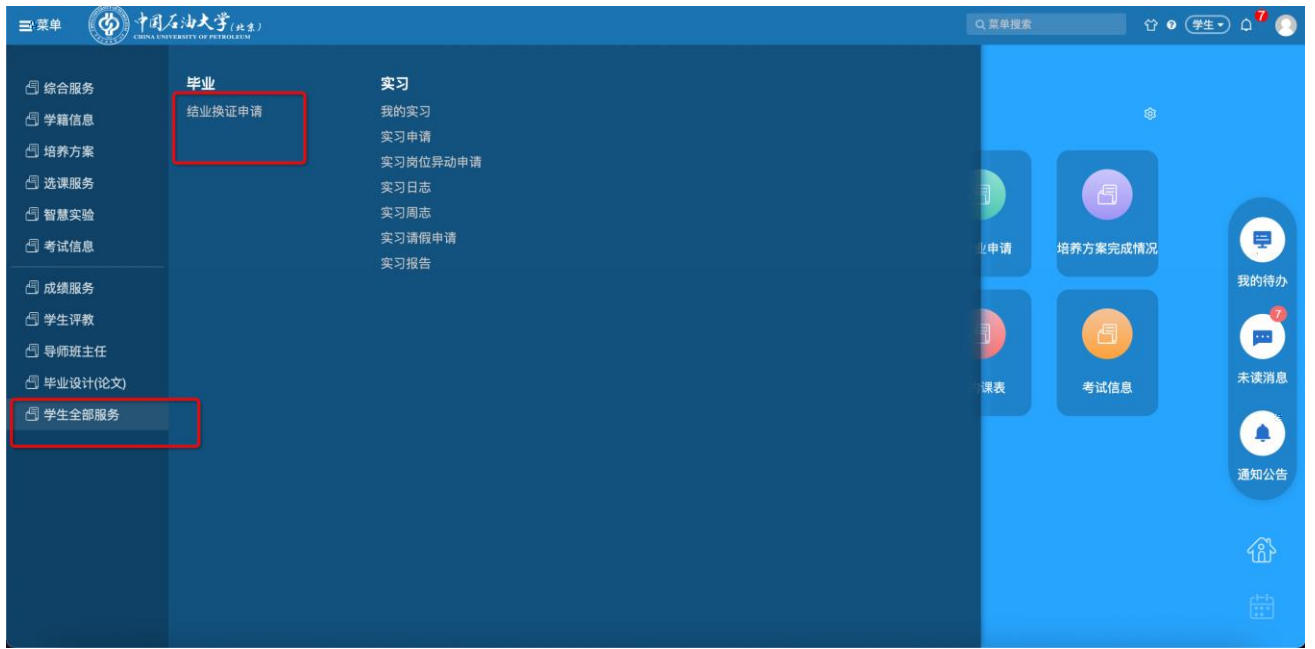 菜单
中国石油大学(北京)
CHINA UNIVERSITY OF PETROLEUM
菜单搜索
学生
7
综合服务
学籍信息
培养方案
选课服务
智慧实验
考试信息
成绩服务
学生评教
导师班主任
毕业设计(论文)
学生全部服务
毕业
结业换证申请
实习
我的实习
实习申请
实习岗位异动申请
实习日志
实习周志
实习请假申请
实习报告
业申请
培养方案完成情况
课表
考试信息
我的待办
7
未读消息
通知公告